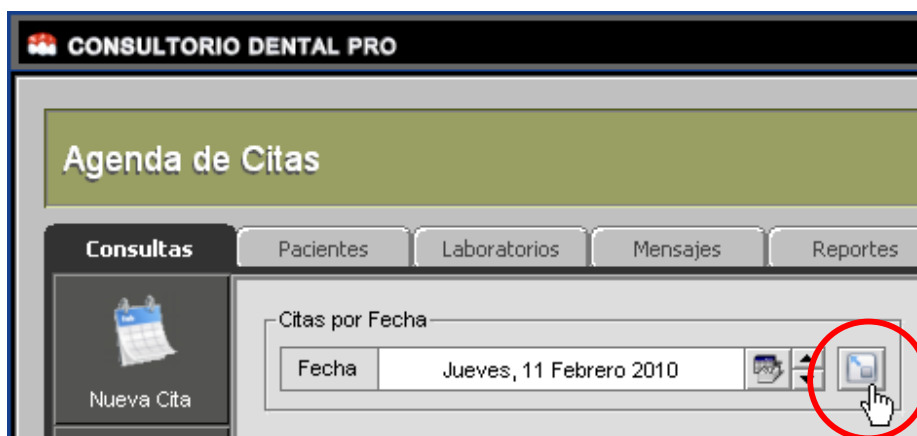 CONSULTORIO DENTAL PRO
Agenda de Citas
Consultas Pacientes Laboratorios Mensajes Reportes
Citas por Fecha
Fecha Jueves, 11 Febrero 2010
Nueva Cita